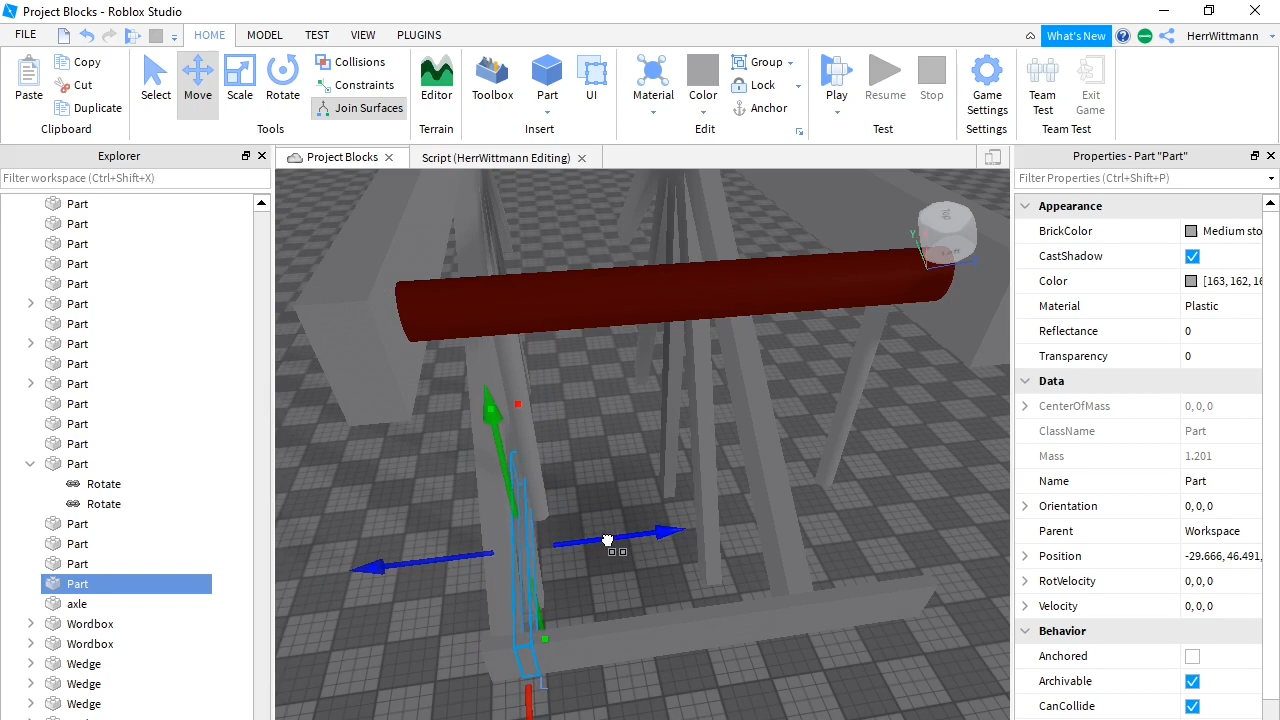 Project Blocks - Roblox Studio
FILE
HOME
MODEL
TEST
VIEW
PLUGINS
What's New
HerrWittmann
Paste
Copy
Cut
Duplicate
Clipboard
Select
Move
Scale
Rotate
Collisions
Constraints
Join Surfaces
Tools
Editor
Terrain
Toolbox
Part
UI
Insert
Material
Color
Group
Lock
Anchor
Edit
Play
Resume
Stop
Test
Game Settings
Settings
Team Test
Exit Game
Team Test
Explorer
Filter workspace (Ctrl+Shift+X)
Part
Part
Part
Part
Part
Part
Part
Part
Part
Part
Part
Part
Part
Part
Rotate
Rotate
Part
Part
Part
Part
axle
Wordbox
Wordbox
Wedge
Wedge
Wedge
Project Blocks
Script (HerrWittmann Editing)
Top
Y
L
Properties - Part "Part"
Filter Properties (Ctrl+Shift+P)
Appearance
BrickColor Medium sto
CastShadow
Color [163, 162, 16
Material Plastic
Reflectance 0
Transparency 0
Data
CenterOfMass 0, 0, 0
ClassName Part
Mass 1.201
Name Part
Orientation 0, 0, 0
Parent Workspace
Position -29.666, 46.491,
RotVelocity 0, 0, 0
Velocity 0, 0, 0
Behavior
Anchored
Archivable
CanCollide